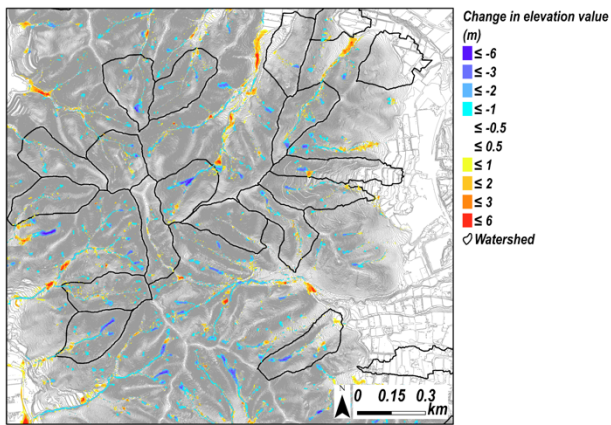 Change in elevation value
(m)
≤ -6
≤ -3
≤ -2
≤ -1
≤ -0.5
≤ 0.5
≤ 1
≤ 2
≤ 3
≤ 6
Watershed
N
0 0.15 0.3
km